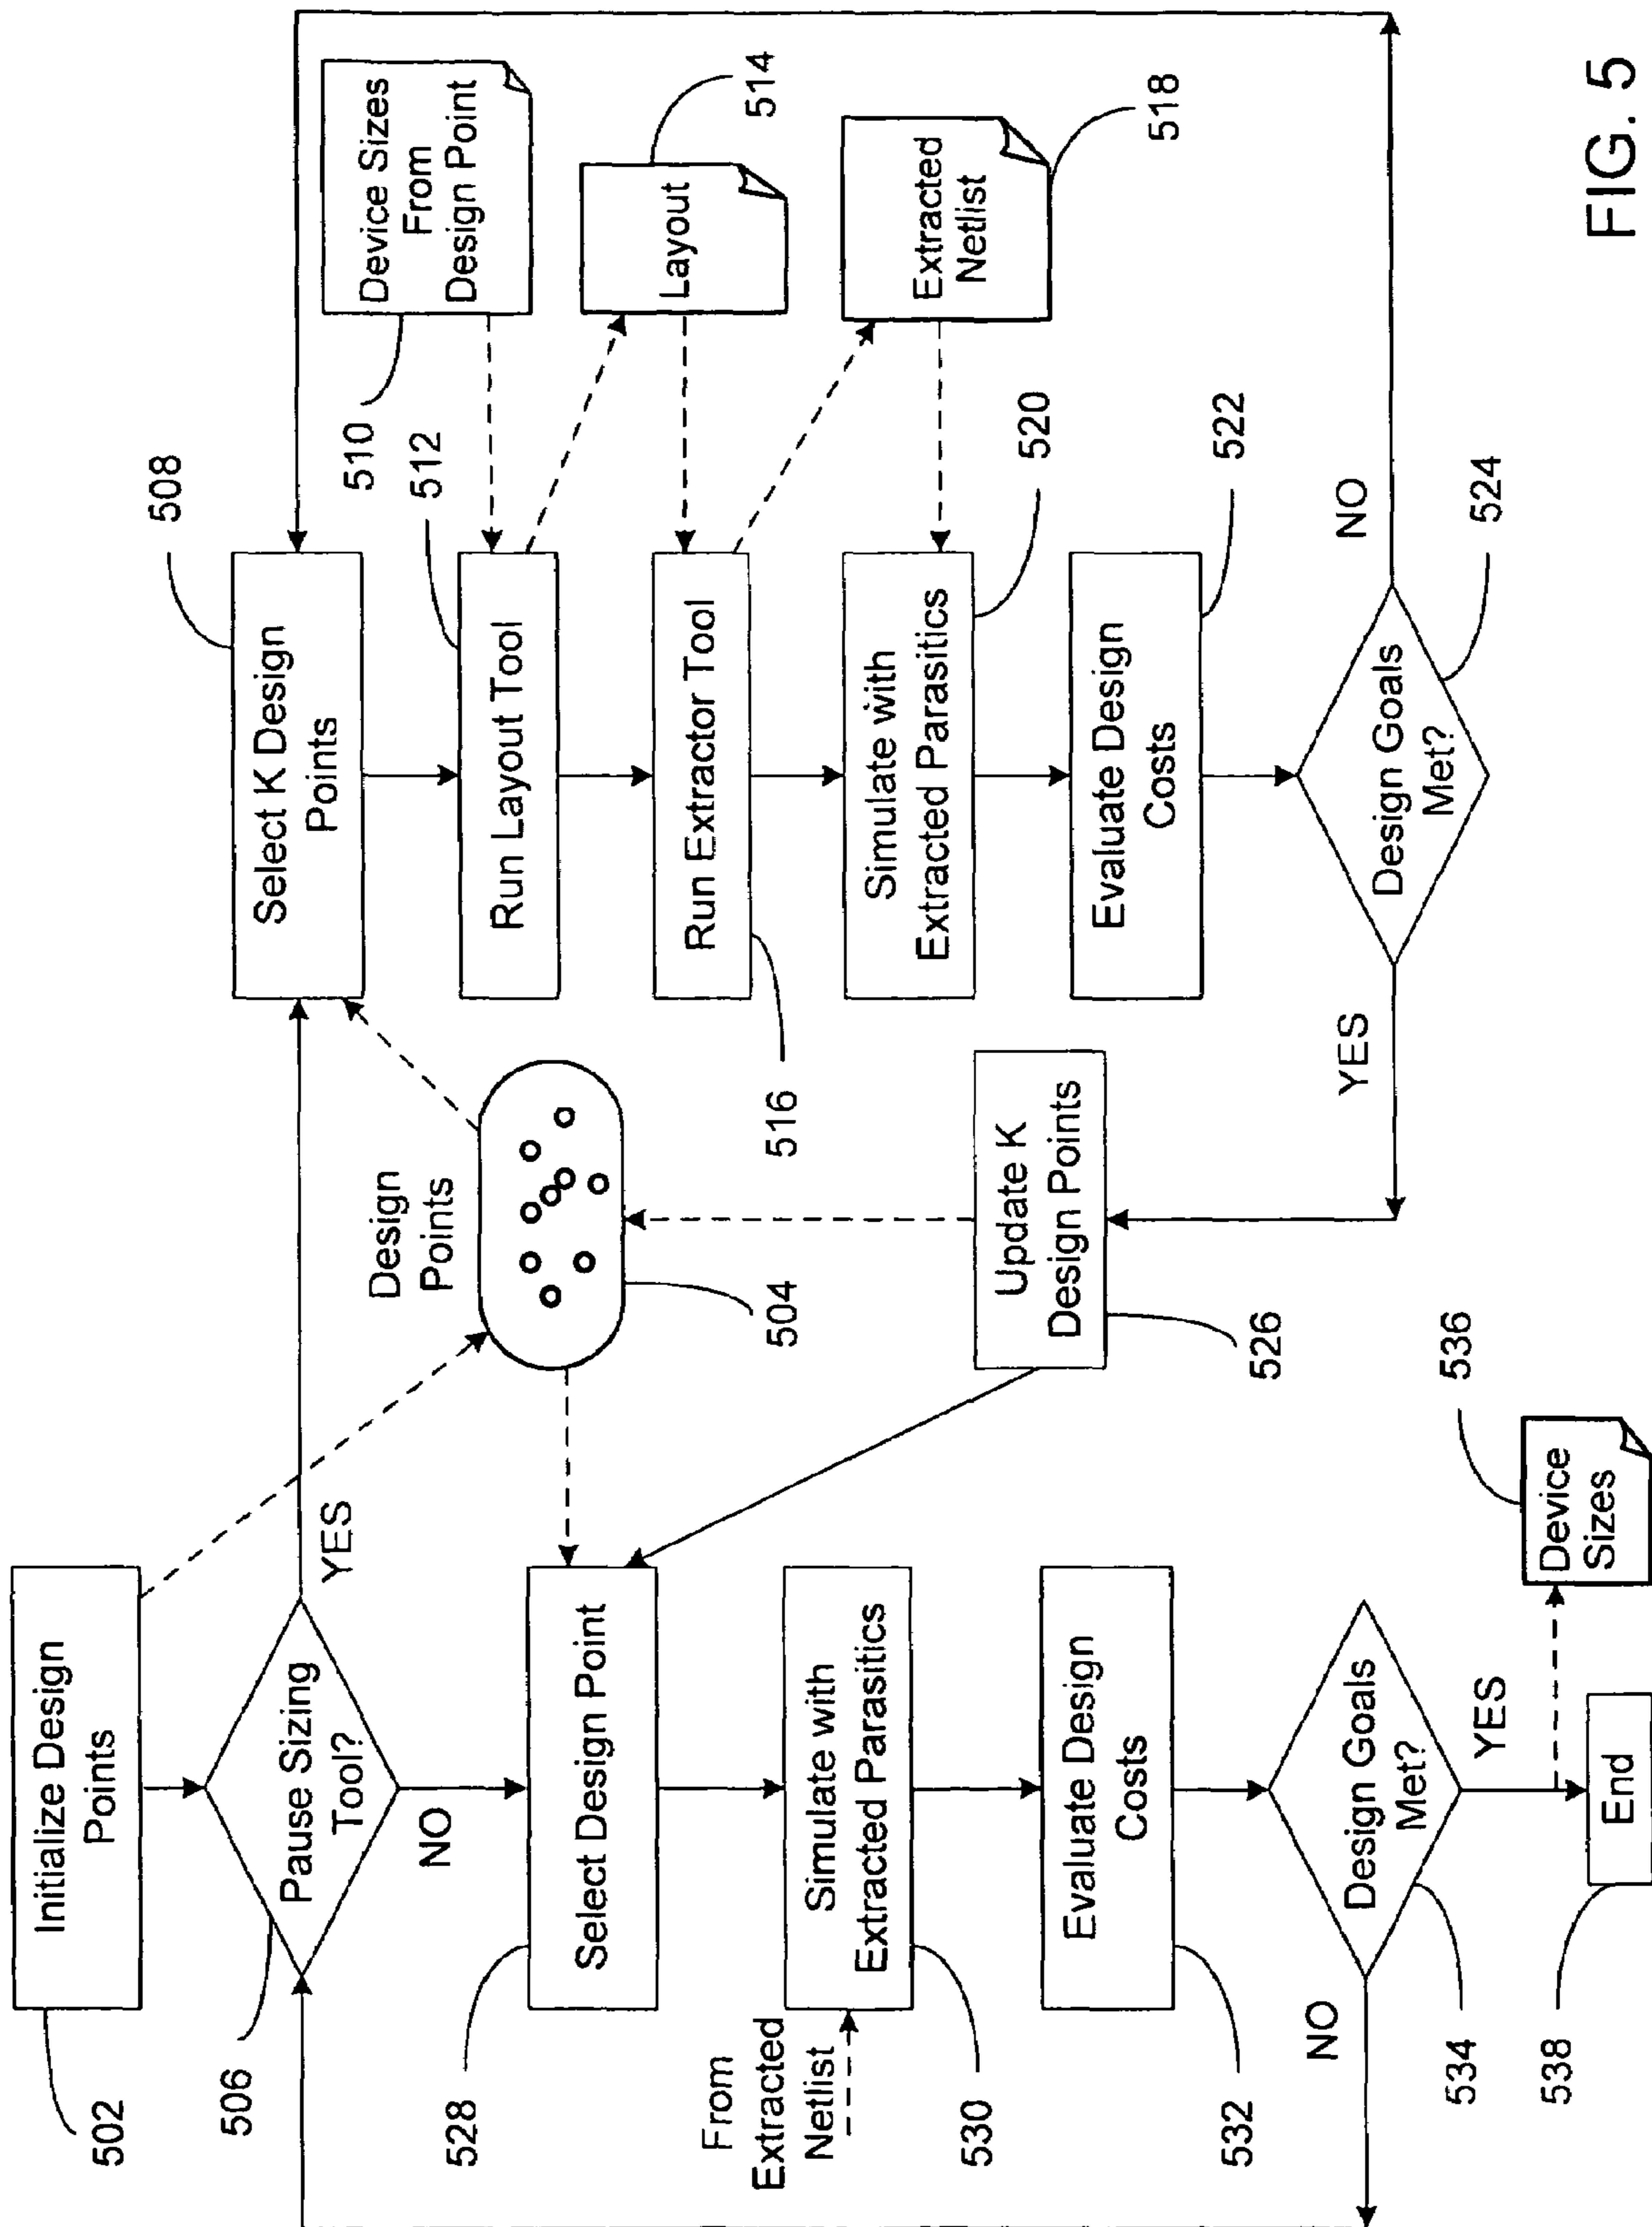 502
Initialize Design
Points
506
Pause Sizing
Tool?
YES
NO
528
Select Design Point
From
Extracted
Netlist
Simulate with
Extracted Parasitics
530
Evaluate Design
Costs
532
Design Goals
Met?
NO
YES
534
Device
Sizes
536
End
538
Design
Points
504
Update K
Design Points
526
508
Select K Design
Points
Device Sizes
From
Design Point
510
512
Run Layout Tool
Layout
514
Run Extractor Tool
516
Extracted
Netlist
518
Simulate with
Extracted Parasitics
520
Evaluate Design
Costs
522
Design Goals
Met?
YES
NO
524
FIG. 5